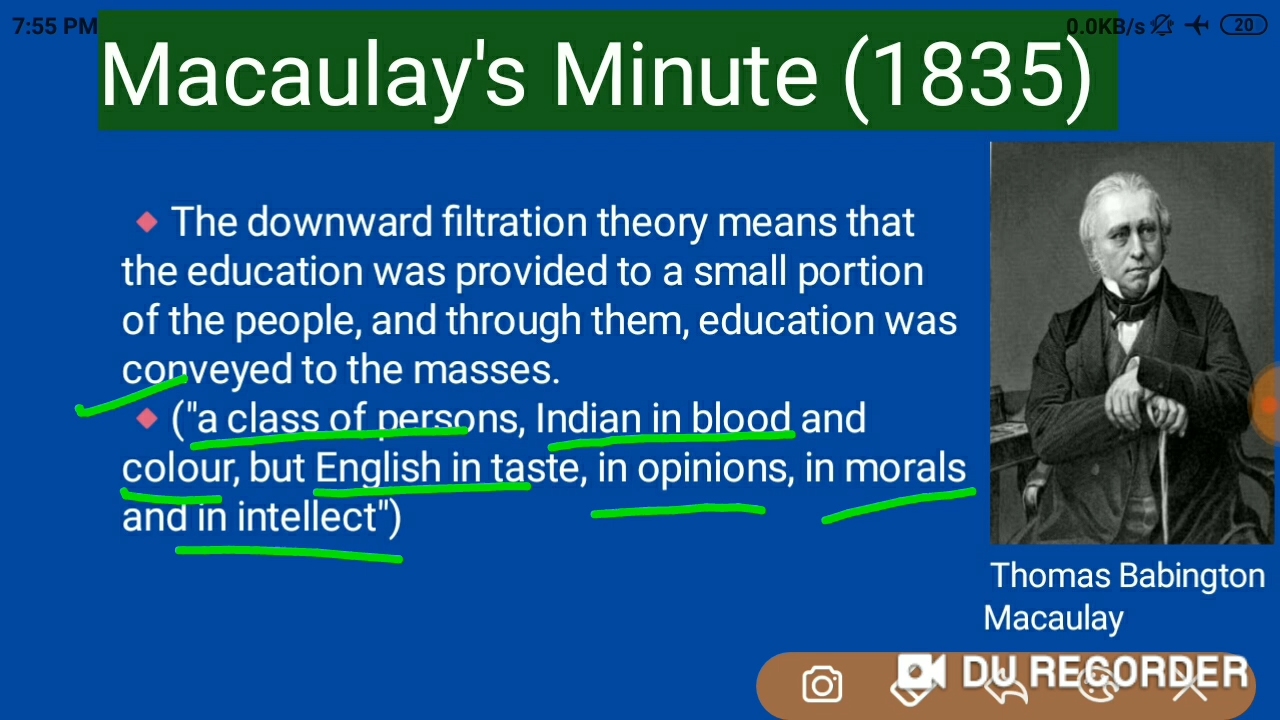 7:55 PM
0.0KB/s
20
Macaulay's Minute (1835)
The downward filtration theory means that
the education was provided to a small portion
of the people, and through them, education was
conveyed to the masses.
("a class of persons, Indian in blood and
colour, but English in taste, in opinions, in morals
and in intellect")
Thomas Babington
Macaulay
DU RECORDER